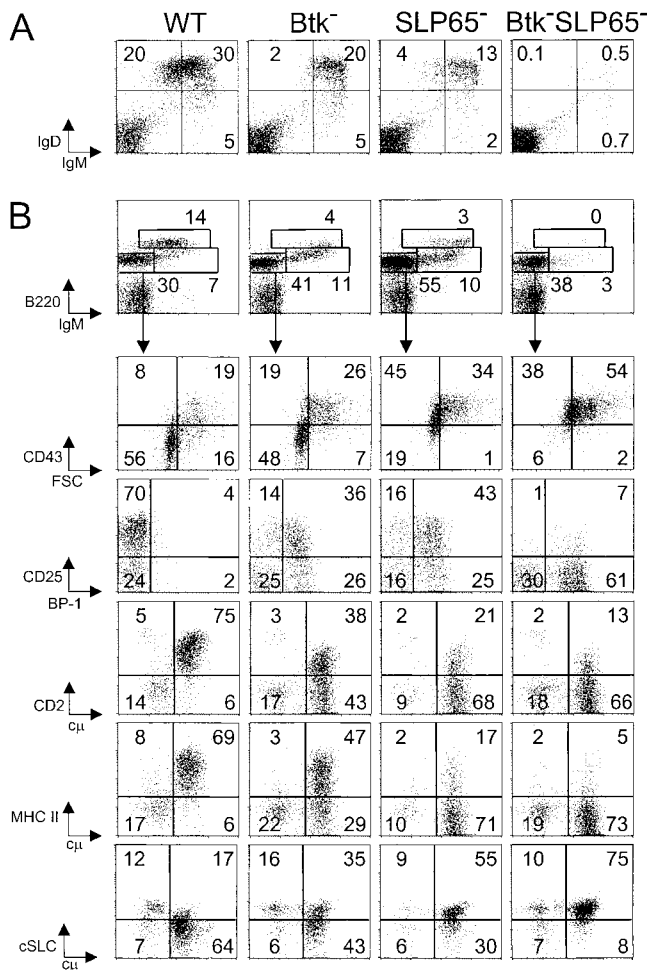 A
WT Btk⁻ SLP65⁻ Btk⁻SLP65⁻
20 30 2 20 4 13 0.1 0.5
IgD
5 5 2 0.7
IgM
B
14 4 3 0
B220
30 7 41 11 55 10 38 3
IgM
8 19 19 26 45 34 38 54
CD43
56 16 48 7 19 1 6 2
FSC
70 4 14 36 16 43 1 7
CD25
24 2 25 26 16 25 30 61
BP-1
5 75 3 38 2 21 2 13
CD2
14 6 17 43 9 68 18 66
cμ
8 69 3 47 2 17 2 5
MHC II
17 6 22 29 10 71 19 73
cμ
12 17 16 35 9 55 10 75
cSLC
7 64 6 43 6 30 7 8
cμ